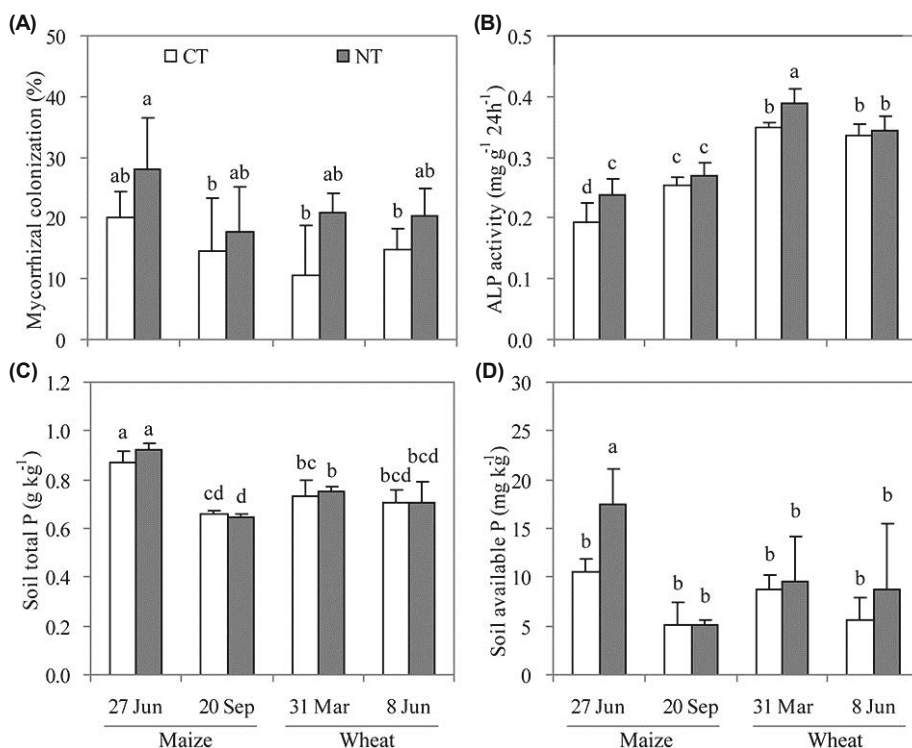 (A)
50
40
30
20
10
0
Mycorrhizal colonization (%)
CT
NT
ab
a
b
ab
b
ab
b
ab
(B)
0.5
0.4
0.3
0.2
0.1
0.0
ALP activity (mg g⁻¹ 24h⁻¹)
d
c
c
c
b
a
b
b
(C)
1.2
1.0
0.8
0.6
0.4
0.2
0.0
Soil total P (g kg⁻¹)
a
a
cd
d
bc
b
bcd
bcd
27 Jun
20 Sep
31 Mar
8 Jun
Maize
Wheat
(D)
30
25
20
15
10
5
0
Soil available P (mg kg⁻¹)
b
a
b
b
b
b
b
b
27 Jun
20 Sep
31 Mar
8 Jun
Maize
Wheat